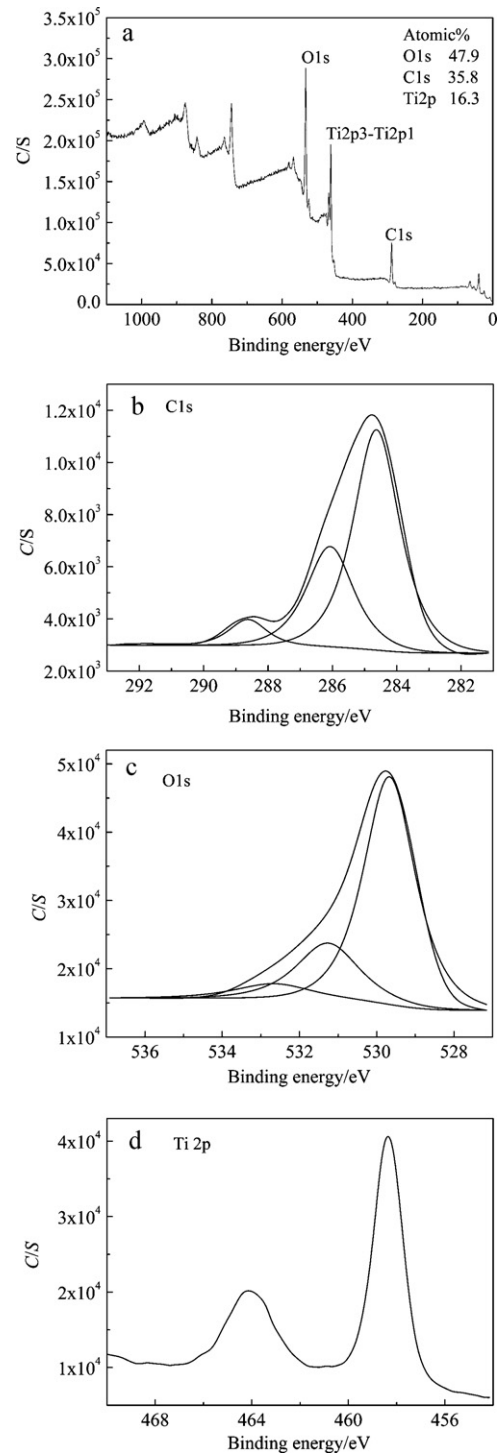 a
Atomic%
O1s 47.9
C1s 35.8
Ti2p 16.3
O1s
Ti2p3-Ti2p1
C1s
C/S
3.5x10⁵
3.0x10⁵
2.5x10⁵
2.0x10⁵
1.5x10⁵
1.0x10⁵
5.0x10⁴
0.0
1000 800 600 400 200 0
Binding energy/eV
b C1s
C/S
1.2x10⁴
1.0x10⁴
8.0x10³
6.0x10³
4.0x10³
2.0x10³
292 290 288 286 284 282
Binding energy/eV
c O1s
C/S
5x10⁴
4x10⁴
3x10⁴
2x10⁴
1x10⁴
536 534 532 530 528
Binding energy/eV
d Ti 2p
C/S
4x10⁴
3x10⁴
2x10⁴
1x10⁴
468 464 460 456
Binding energy/eV